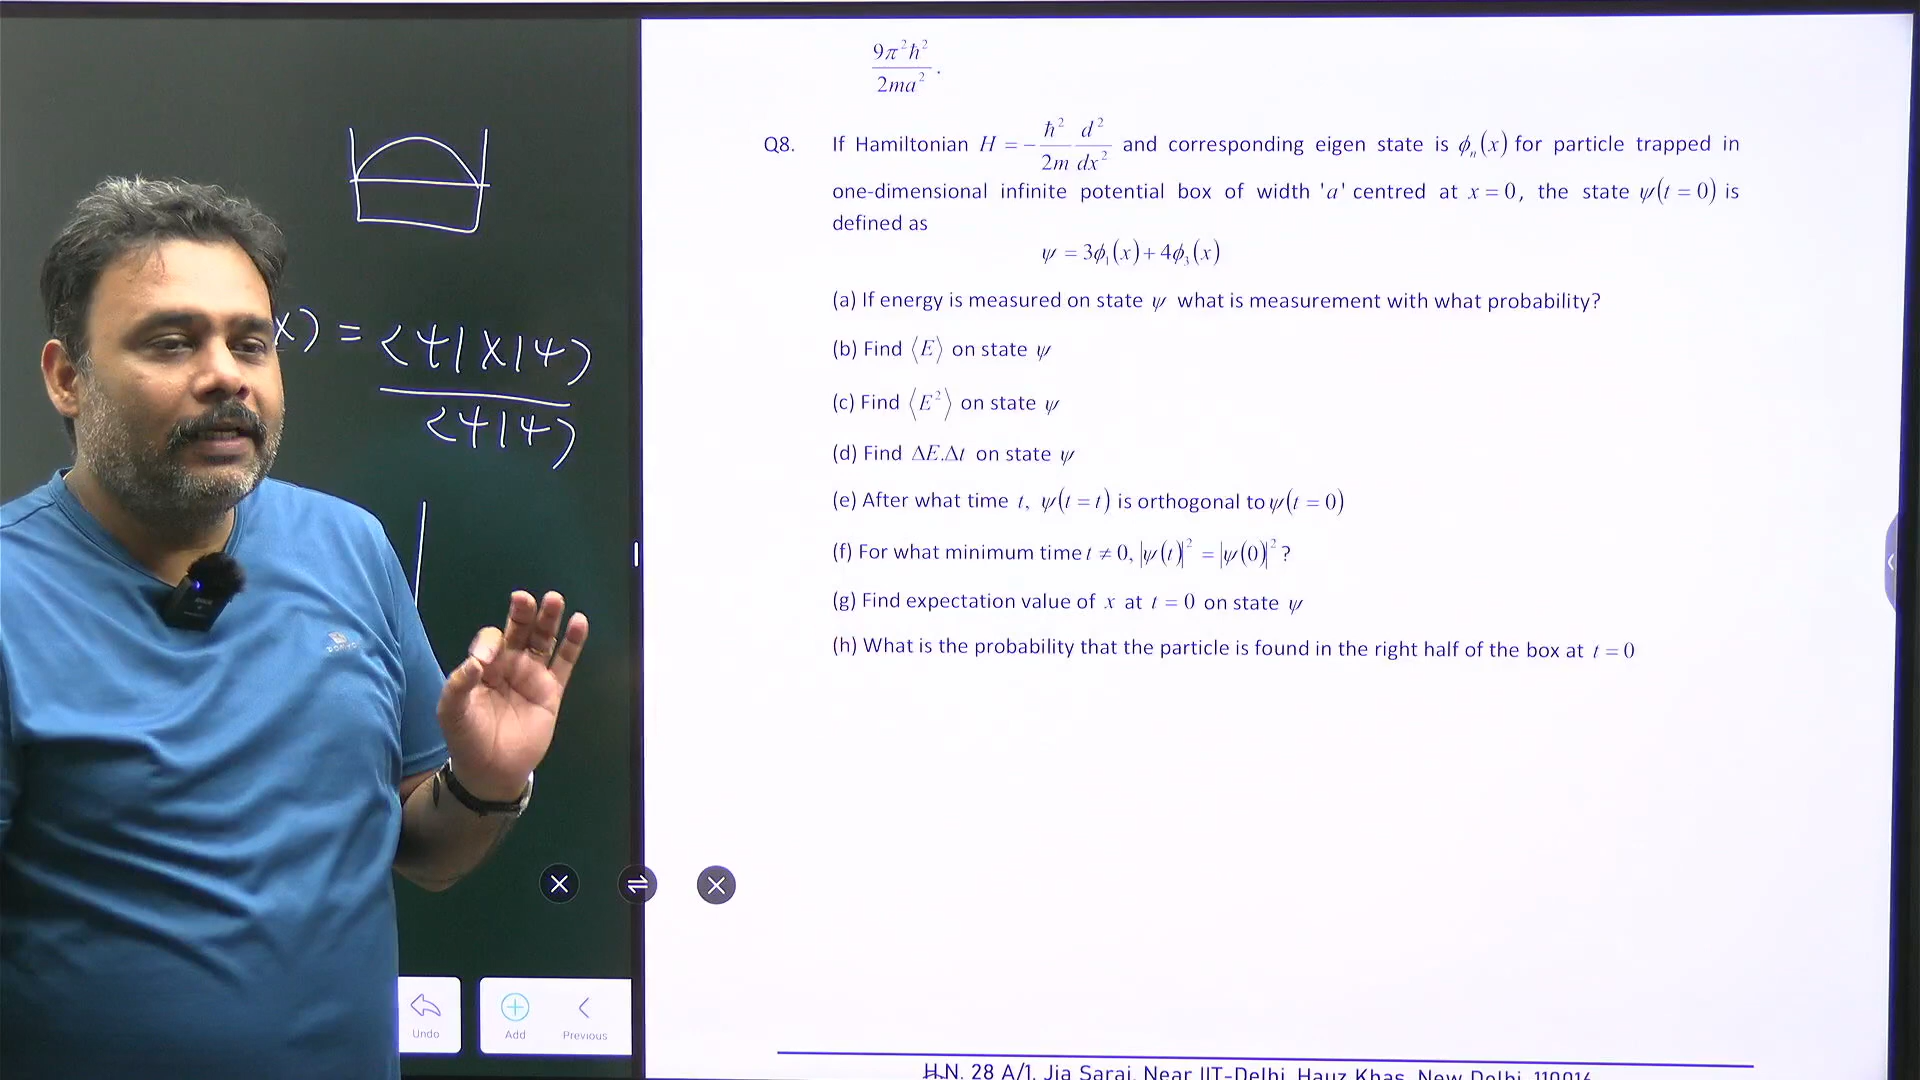 9π²ħ² / 2ma² .
Q8. If Hamiltonian H = − ħ²/2m d²/dx² and corresponding eigen state is ϕₙ(x) for particle trapped in
one-dimensional infinite potential box of width 'a' centred at x = 0, the state ψ(t = 0) is
defined as
ψ = 3ϕ₁(x) + 4ϕ₃(x)
(a) If energy is measured on state ψ what is measurement with what probability?
(b) Find ⟨E⟩ on state ψ
(c) Find ⟨E²⟩ on state ψ
(d) Find ΔE.Δt on state ψ
(e) After what time t, ψ(t = t) is orthogonal to ψ(t = 0)
(f) For what minimum time t ≠ 0, |ψ(t)|² = |ψ(0)|² ?
(g) Find expectation value of x at t = 0 on state ψ
(h) What is the probability that the particle is found in the right half of the box at t = 0
H.N. 28 A/1, Jia Sarai, Near IIT-Delhi, Hauz Khas, New Delhi, 110016
x⟩ = ⟨ψ|X|ψ⟩
⟨ψ|ψ⟩
Undo
Add
Previous